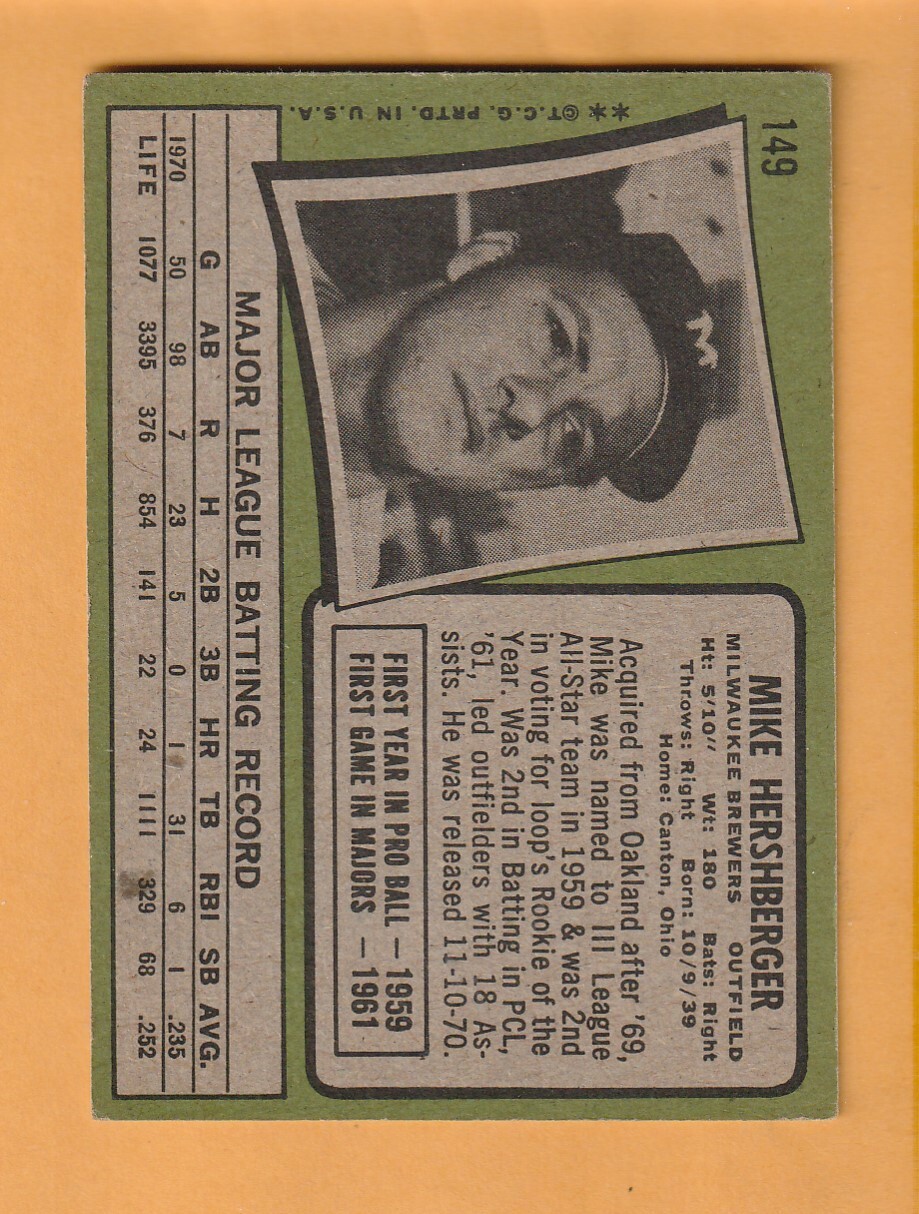 149
**©T.C.G. PRTD. IN U.S.A.
M
MIKE HERSHBERGER
MILWAUKEE BREWERS OUTFIELD
Ht: 5'10" Wt: 180 Bats: Right
Throws: Right Born: 10/9/39
Home: Canton, Ohio
Acquired from Oakland after '69,
Mike was named to III League
All-Star team in 1959 & was 2nd
in voting for loop's Rookie of the
Year. Was 2nd in Batting in PCL,
'61, led outfielders with 18 As-
sists. He was released 11-10-70.
FIRST YEAR IN PRO BALL — 1959
FIRST GAME IN MAJORS — 1961
MAJOR LEAGUE BATTING RECORD
G AB R H 2B 3B HR TB RBI SB AVG.
1970 50 98 7 23 5 0 1 31 6 1 .235
LIFE 1077 3395 376 854 141 22 24 1111 329 68 .252